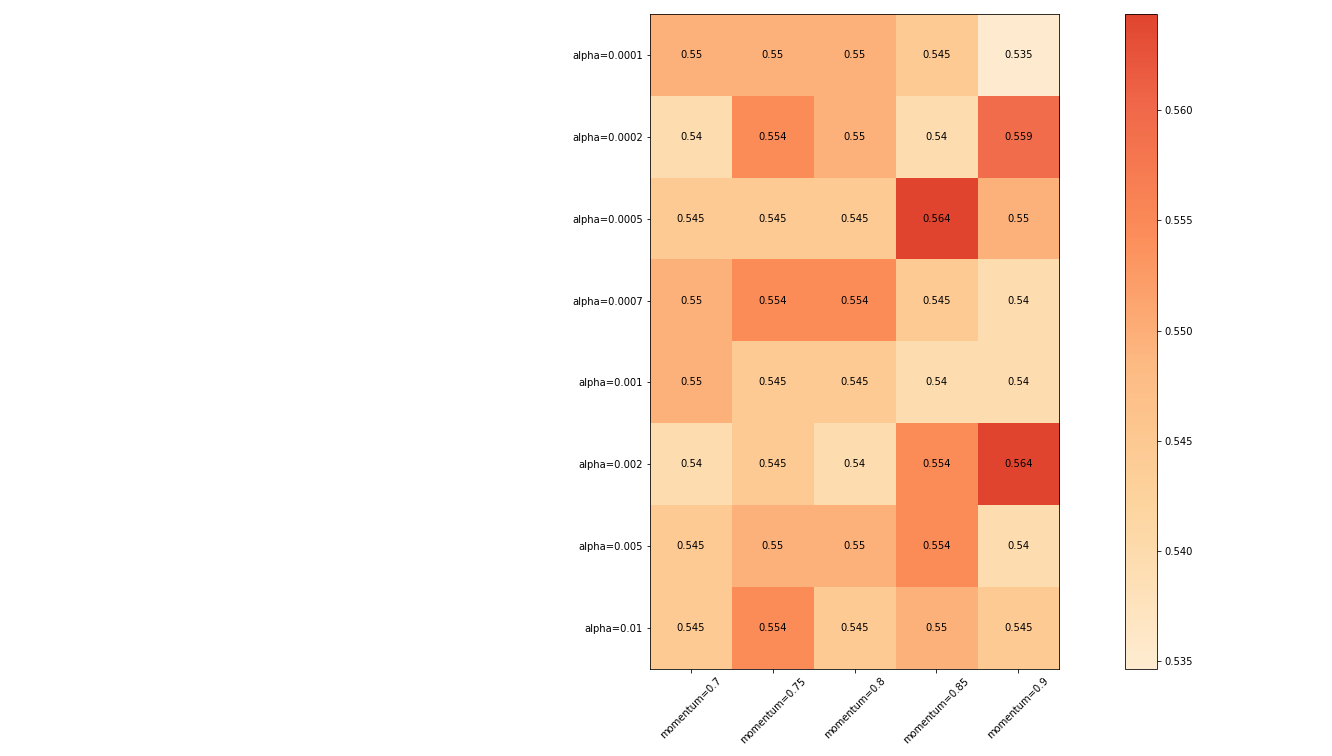 alpha=0.0001 0.55 0.55 0.55 0.545 0.535
0.560
alpha=0.0002 0.54 0.554 0.55 0.54 0.559
alpha=0.0005 0.545 0.545 0.545 0.564 0.55
0.555
alpha=0.0007 0.55 0.554 0.554 0.545 0.54
0.550
alpha=0.001 0.55 0.545 0.545 0.54 0.54
0.545
alpha=0.002 0.54 0.545 0.54 0.554 0.564
alpha=0.005 0.545 0.55 0.55 0.554 0.54
0.540
alpha=0.01 0.545 0.554 0.545 0.55 0.545
0.535
momentum=0.7 momentum=0.75 momentum=0.8 momentum=0.85 momentum=0.9